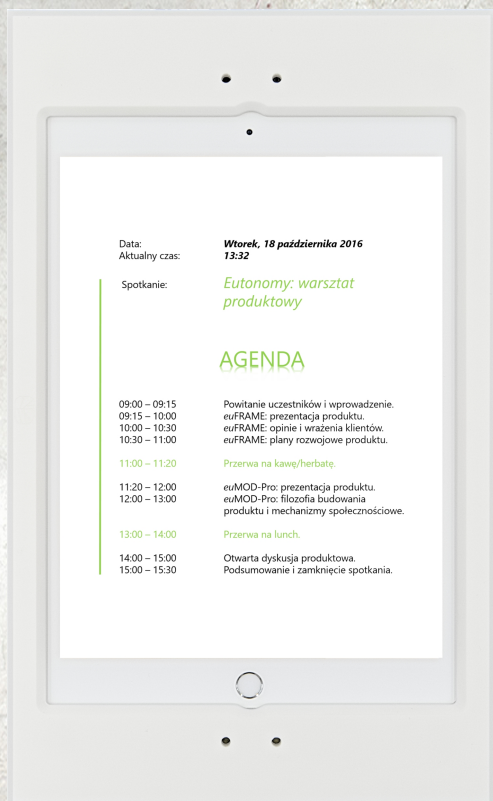 Data: Wtorek, 18 października 2016
Aktualny czas: 13:32
Spotkanie: Eutonomy: warsztat
produktowy
AGENDA
09:00 – 09:15 Powitanie uczestników i wprowadzenie.
09:15 – 10:00 euFRAME: prezentacja produktu.
10:00 – 10:30 euFRAME: opinie i wrażenia klientów.
10:30 – 11:00 euFRAME: plany rozwojowe produktu.
11:00 – 11:20 Przerwa na kawę/herbatę.
11:20 – 12:00 euMOD-Pro: prezentacja produktu.
12:00 – 13:00 euMOD-Pro: filozofia budowania
produktu i mechanizmy społecznościowe.
13:00 – 14:00 Przerwa na lunch.
14:00 – 15:00 Otwarta dyskusja produktowa.
15:00 – 15:30 Podsumowanie i zamknięcie spotkania.